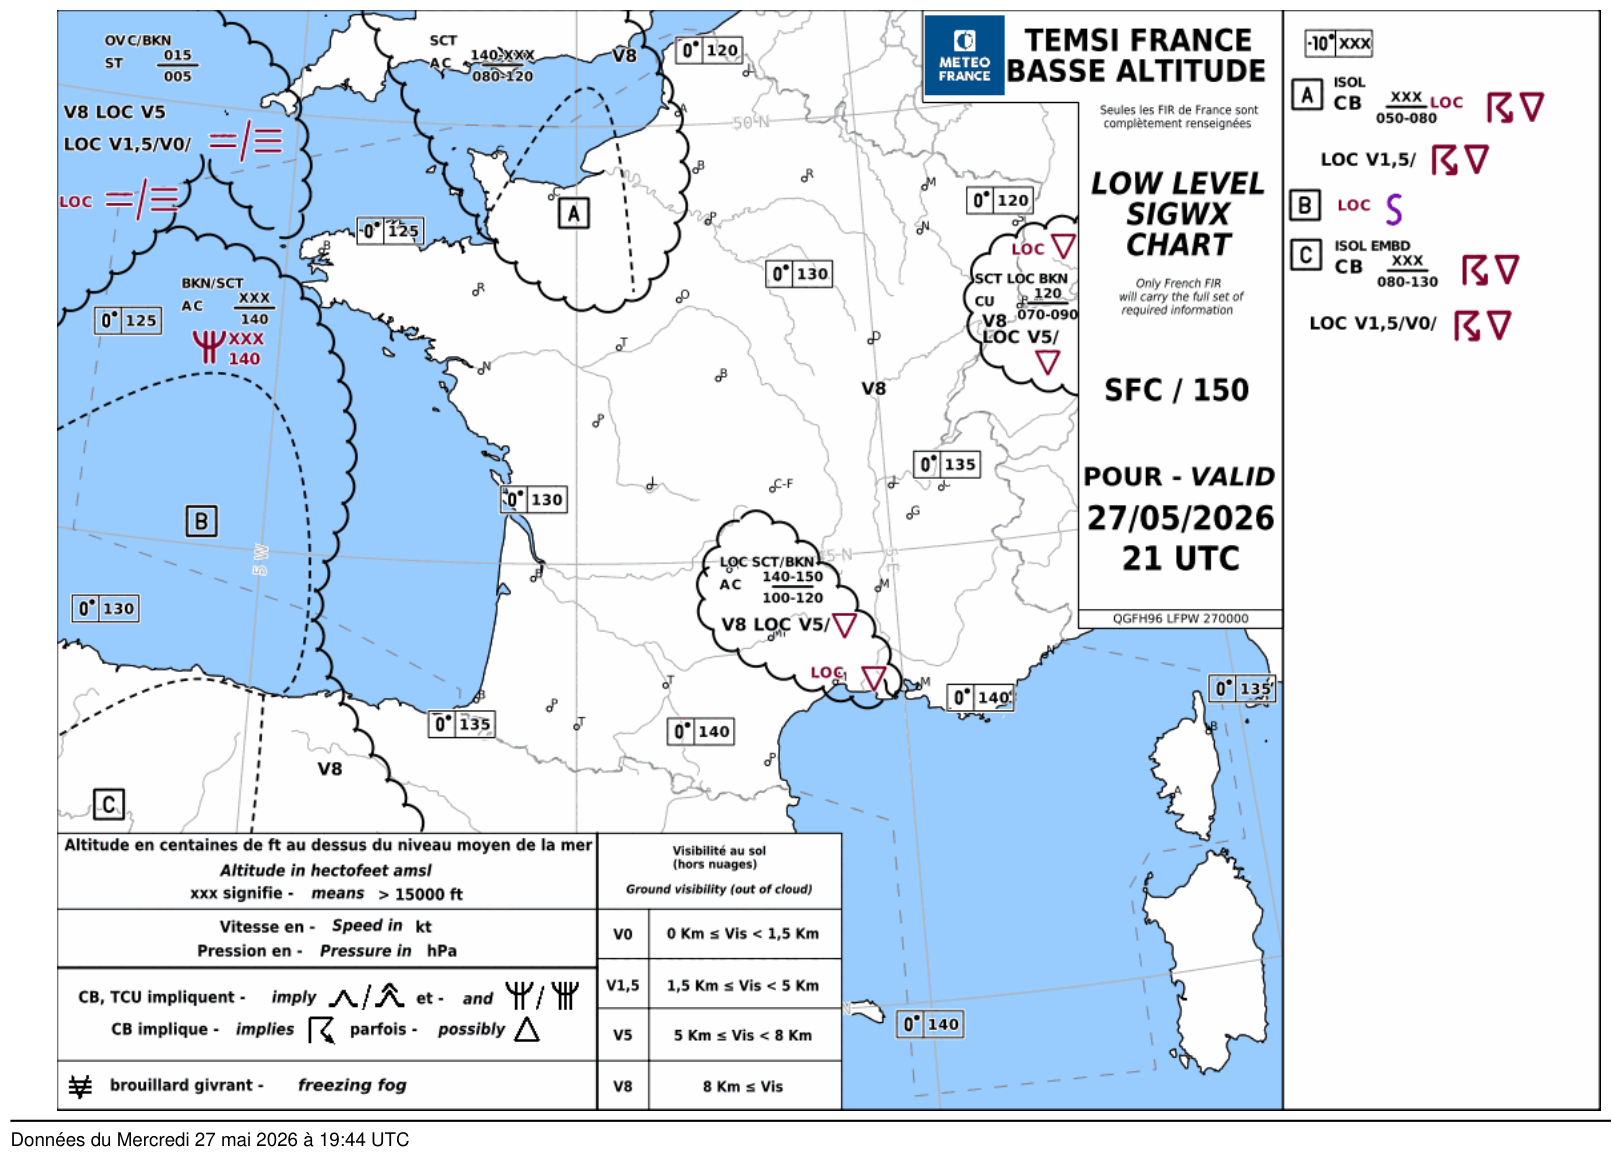 OVC/BKN
ST 015
005
V8 LOC V5
LOC V1,5/V0/
LOC
SCT
AC 140-XXX
080-120
V8
0° 120
50°N
A
0° 125
BKN/SCT
AC XXX
140
XXX
140
0° 125
0° 120
0° 130
LOC
SCT LOC BKN
CU 120
070-090
V8
LOC V5/
V8
0° 135
0° 130
B
5°W
0° 130
LOC SCT/BKN
AC 140-150
100-120
V8 LOC V5/
LOC
0° 135
0° 140
0° 140
0° 135
V8
C
0° 140
METEO
FRANCE
TEMSI FRANCE
BASSE ALTITUDE
Seules les FIR de France sont
complètement renseignées
LOW LEVEL
SIGWX
CHART
Only French FIR
will carry the full set of
required information
SFC / 150
POUR - VALID
27/05/2026
21 UTC
QGFH96 LFPW 270000
-10° XXX
A ISOL
CB XXX LOC
050-080
LOC V1,5/
B LOC
C ISOL EMBD
CB XXX
080-130
LOC V1,5/V0/
Altitude en centaines de ft au dessus du niveau moyen de la mer
Altitude in hectofeet amsl
xxx signifie - means > 15000 ft
Vitesse en - Speed in kt
Pression en - Pressure in hPa
CB, TCU impliquent - imply / et - and /
CB implique - implies parfois - possibly
brouillard givrant - freezing fog
Visibilité au sol
(hors nuages)
Ground visibility (out of cloud)
V0 0 Km ≤ Vis < 1,5 Km
V1,5 1,5 Km ≤ Vis < 5 Km
V5 5 Km ≤ Vis < 8 Km
V8 8 Km ≤ Vis
Données du Mercredi 27 mai 2026 à 19:44 UTC